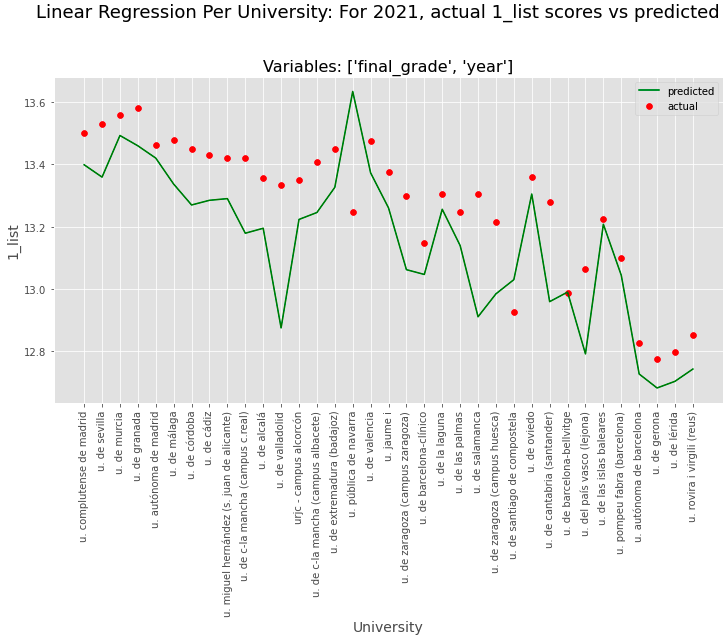 Linear Regression Per University: For 2021, actual 1_list scores vs predicted
Variables: ['final_grade', 'year']
predicted
actual
13.6
13.4
13.2
13.0
12.8
1_list
u. complutense de madrid
u. de sevilla
u. de murcia
u. de granada
u. autónoma de madrid
u. de málaga
u. de córdoba
u. de cádiz
u. miguel hernández (s. juan de alicante)
u. de c-la mancha (campus c.real)
u. de alcalá
u. de valladolid
urjc - campus alcorcón
u. de c-la mancha (campus albacete)
u. de extremadura (badajoz)
u. pública de navarra
u. de valencia
u. jaume i
u. de zaragoza (campus zaragoza)
u. de barcelona-clínico
u. de la laguna
u. de las palmas
u. de salamanca
u. de zaragoza (campus huesca)
u. de santiago de compostela
u. de oviedo
u. de cantabria (santander)
u. de barcelona-bellvitge
u. del país vasco (lejona)
u. de las islas baleares
u. pompeu fabra (barcelona)
u. autónoma de barcelona
u. de gerona
u. de lérida
u. rovira i virgili (reus)
University